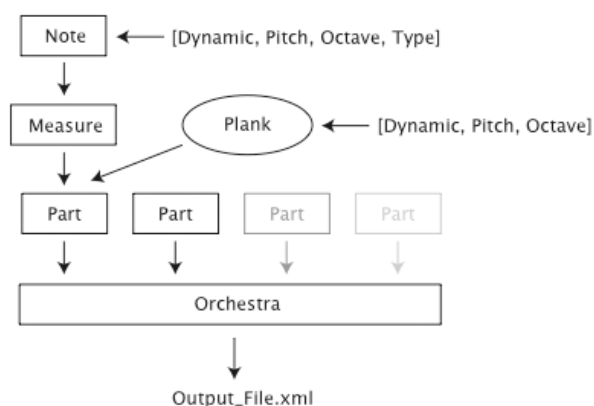 Note [Dynamic, Pitch, Octave, Type]
Measure Plank [Dynamic, Pitch, Octave]
Part Part Part Part
Orchestra
Output_File.xml